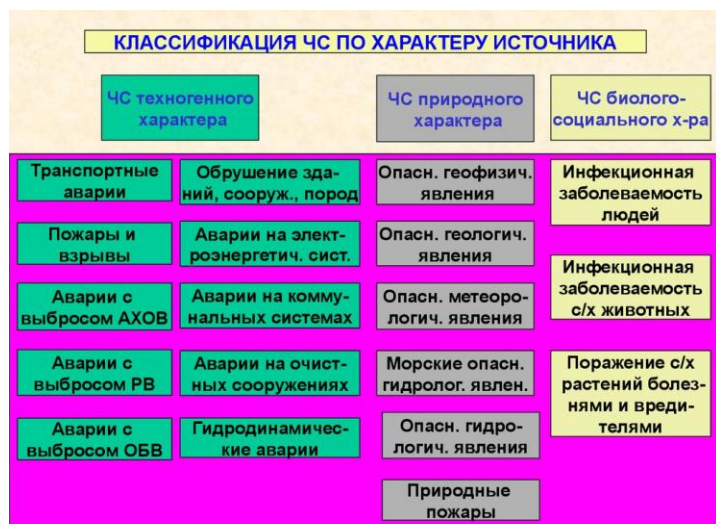 КЛАССИФИКАЦИЯ ЧС ПО ХАРАКТЕРУ ИСТОЧНИКА
ЧС техногенного
характера
ЧС природного
характера
ЧС биолого-
социального х-ра
Транспортные
аварии
Пожары и
взрывы
Аварии с
выбросом АХОВ
Аварии с
выбросом РВ
Аварии с
выбросом ОБВ
Обрушение зда-
ний, сооруж., пород
Аварии на элект-
роэнергетич. сист.
Аварии на комму-
нальных системах
Аварии на очист-
ных сооружениях
Гидродинамичес-
кие аварии
Опасн. геофизич.
явления
Опасн. геологич.
явления
Опасн. метеоро-
логич. явления
Морские опасн.
гидролог. явлен.
Опасн. гидро-
логич. явления
Природные
пожары
Инфекционная
заболеваемость
людей
Инфекционная
заболеваемость
с/х животных
Поражение с/х
растений болез-
нями и вреди-
телями